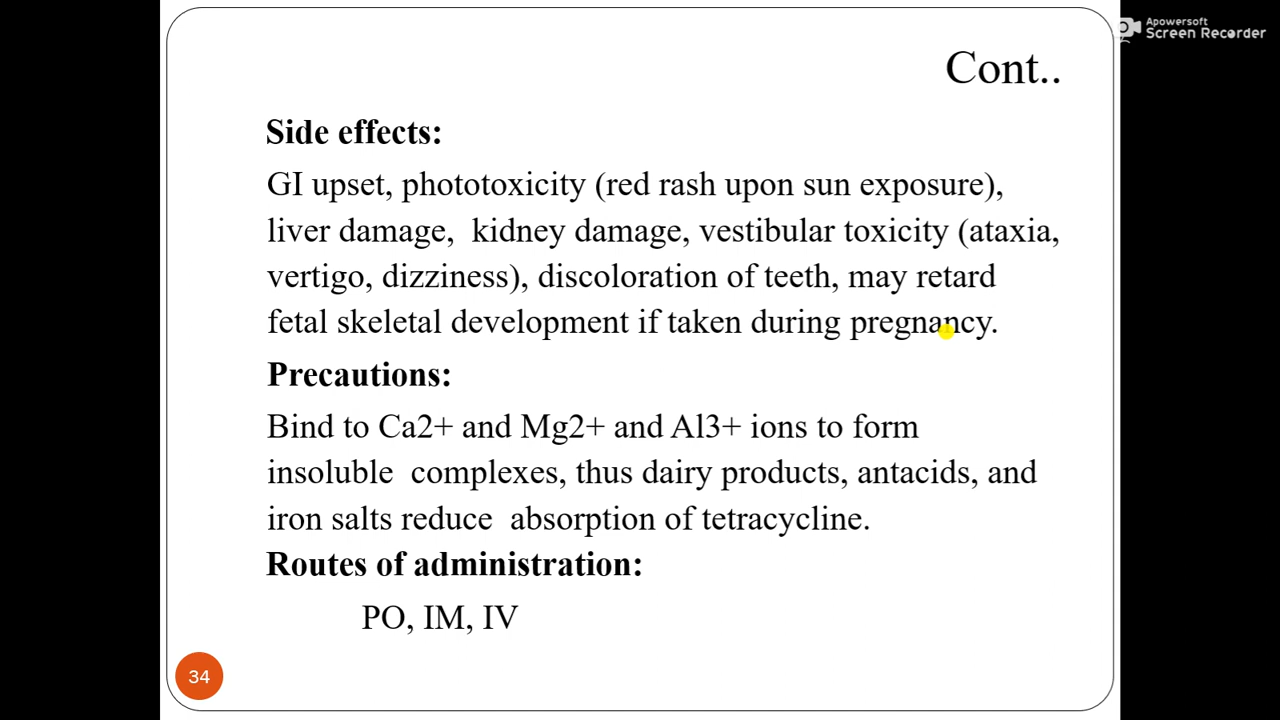 Apowersoft
Screen Recorder
Cont..
Side effects:
GI upset, phototoxicity (red rash upon sun exposure),
liver damage,  kidney damage, vestibular toxicity (ataxia,
vertigo, dizziness), discoloration of teeth, may retard
fetal skeletal development if taken during pregnancy.
Precautions:
Bind to Ca2+ and Mg2+ and Al3+ ions to form
insoluble  complexes, thus dairy products, antacids, and
iron salts reduce  absorption of tetracycline.
Routes of administration:
PO, IM, IV
34